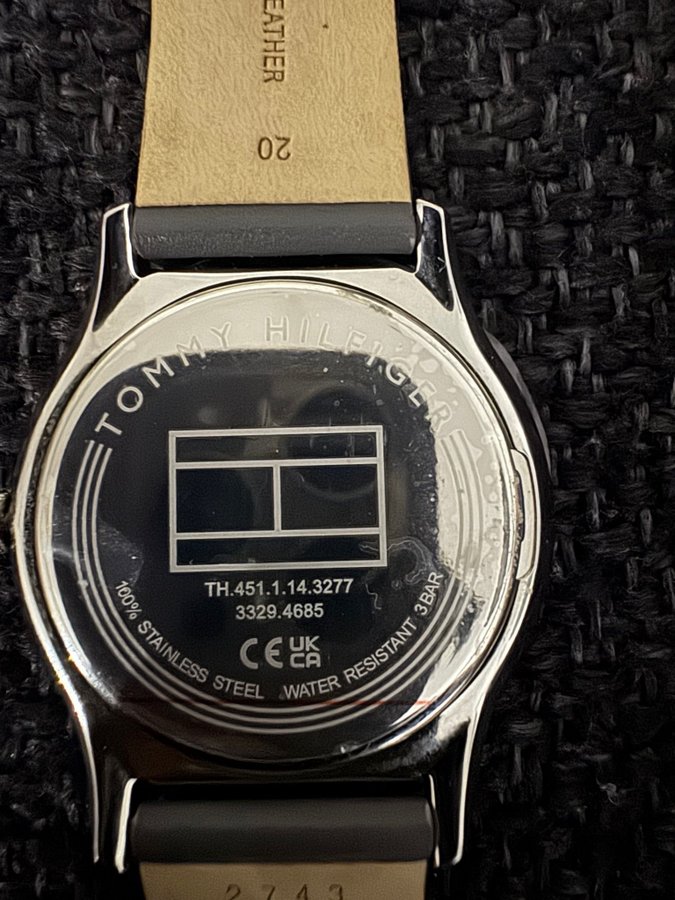 LEATHER
20
TOMMY HILFIGER
TH.451.1.14.3277
3329.4685
CE UK CA
100% STAINLESS STEEL WATER RESISTANT 3BAR
2743